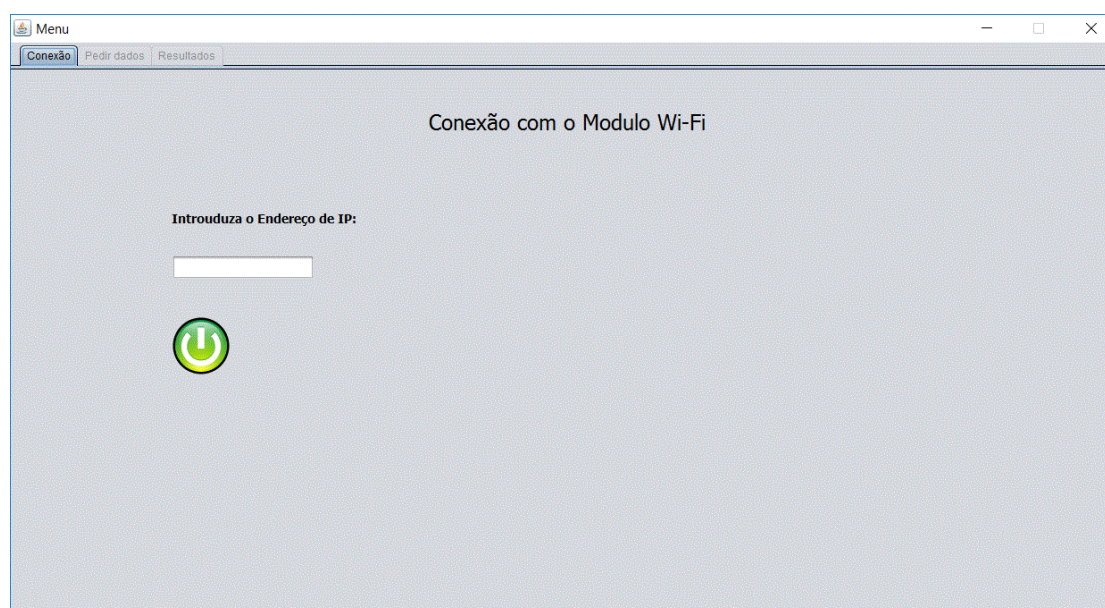 Menu
Conexão Pedir dados Resultados
Conexão com o Modulo Wi-Fi
Introuduza o Endereço de IP: